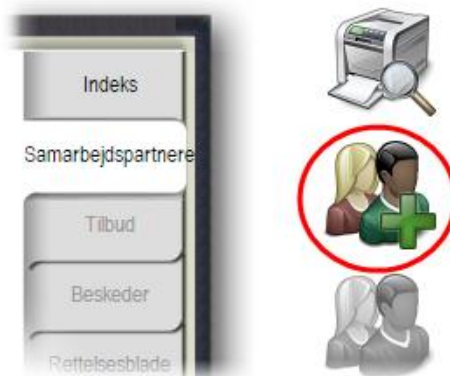 Indeks
Samarbejdspartnere
Tilbud
Beskeder
Rettelsesblade